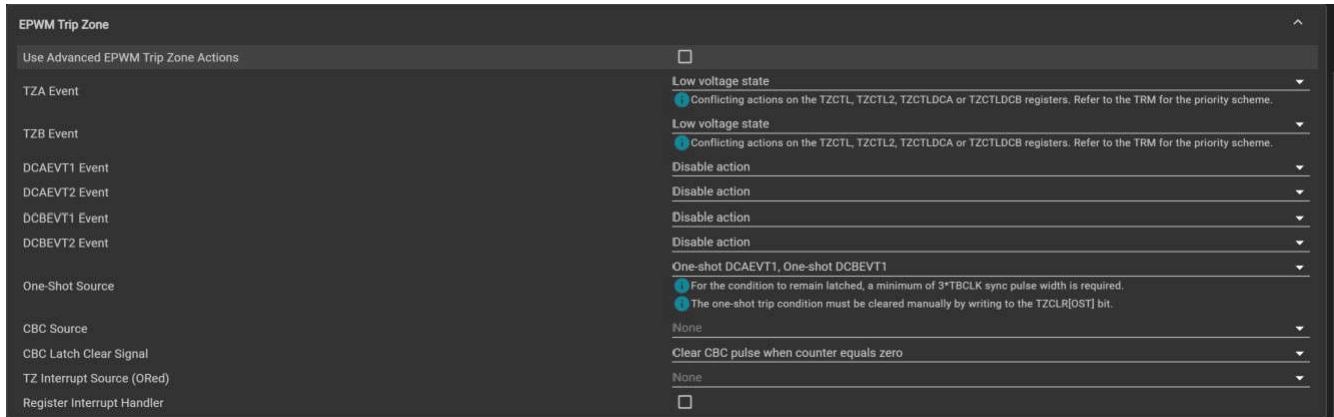 EPWM Trip Zone
Use Advanced EPWM Trip Zone Actions
TZA Event
Low voltage state
Conflicting actions on the TZCTL, TZCTL2, TZCTLDCA or TZCTLDCB registers. Refer to the TRM for the priority scheme.
TZB Event
Low voltage state
Conflicting actions on the TZCTL, TZCTL2, TZCTLDCA or TZCTLDCB registers. Refer to the TRM for the priority scheme.
DCAEVT1 Event
Disable action
DCAEVT2 Event
Disable action
DCBEVT1 Event
Disable action
DCBEVT2 Event
Disable action
One-Shot Source
One-shot DCAEVT1, One-shot DCBEVT1
For the condition to remain latched, a minimum of 3*TBCLK sync pulse width is required.
The one-shot trip condition must be cleared manually by writing to the TZCLR[OST] bit.
CBC Source
None
CBC Latch Clear Signal
Clear CBC pulse when counter equals zero
TZ Interrupt Source (ORed)
None
Register Interrupt Handler